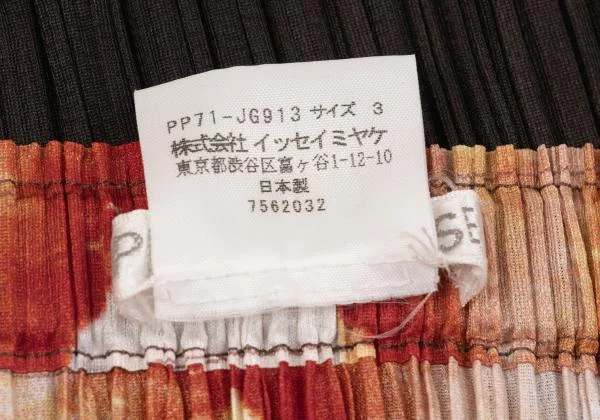 PP71-JG913 サイズ 3
株式会社 イッセイミヤケ
東京都渋谷区富ヶ谷1-12-10
日本製
7562032
P
SE